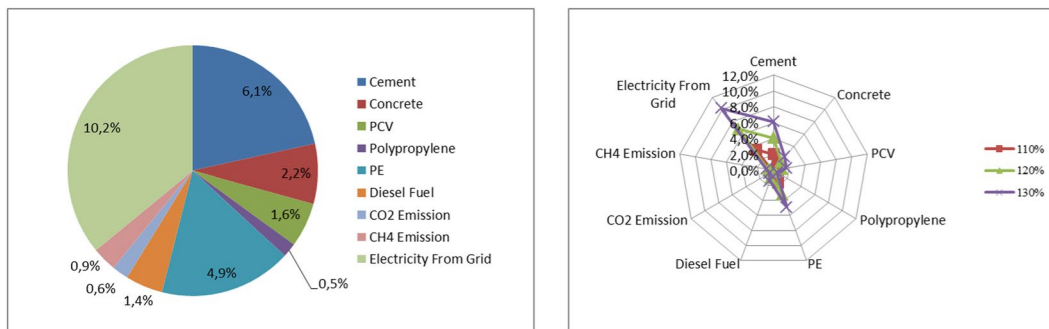 6,1%
2,2%
1,6%
0,5%
4,9%
1,4%
0,6%
0,9%
10,2%
Cement
Concrete
PCV
Polypropylene
PE
Diesel Fuel
CO2 Emission
CH4 Emission
Electricity From Grid
Cement
12,0%
10,0%
8,0%
6,0%
4,0%
2,0%
0,0%
Concrete
PCV
Polypropylene
PE
Diesel Fuel
CO2 Emission
CH4 Emission
Electricity From
Grid
110%
120%
130%